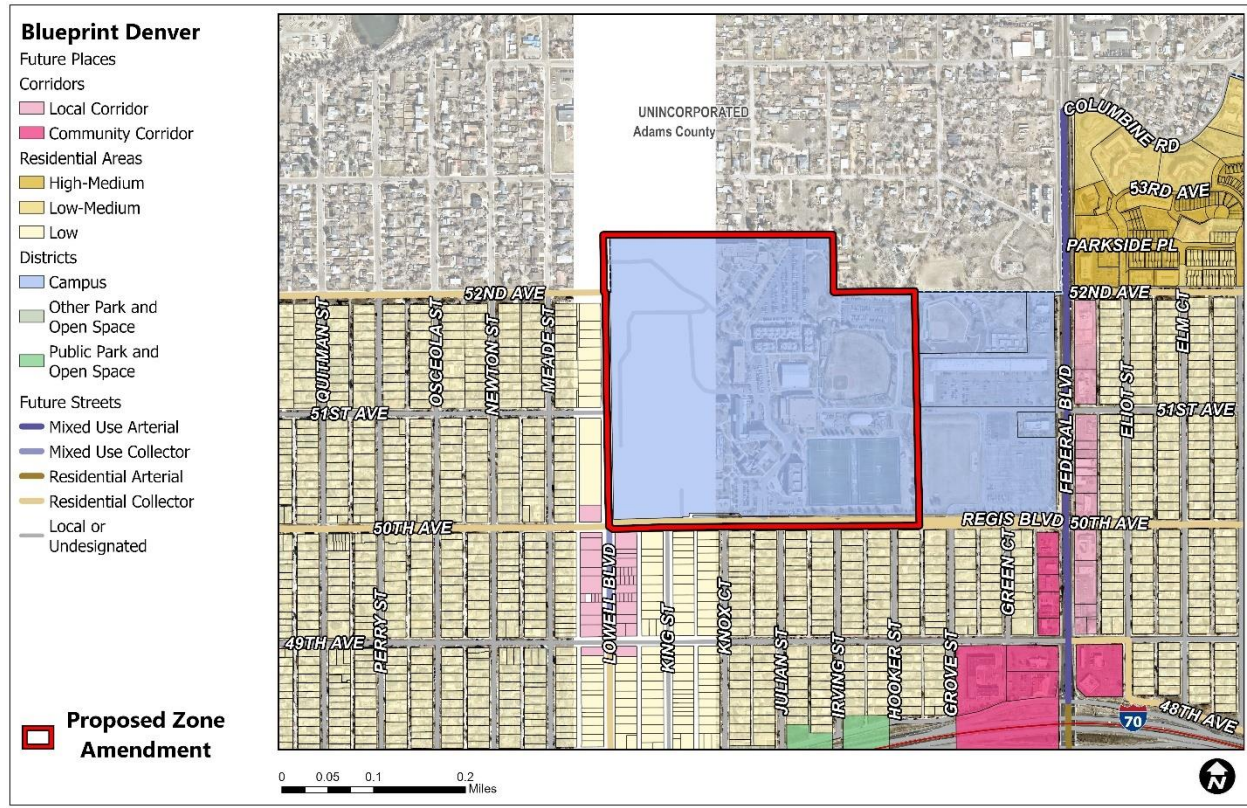 Blueprint Denver
Future Places
Corridors
Local Corridor
Community Corridor
Residential Areas
High-Medium
Low-Medium
Low
Districts
Campus
Other Park and
Open Space
Public Park and
Open Space
Future Streets
Mixed Use Arterial
Mixed Use Collector
Residential Arterial
Residential Collector
Local or
Undesignated
Proposed Zone
Amendment
UNINCORPORATED
Adams County
COLUMBINE RD
53RD AVE
PARKSIDE PL
52ND AVE
52ND AVE
QUITMAN ST
OSCEOLA ST
NEWTON ST
MEADE ST
FEDERAL BLVD
ELIOT ST
ELM CT
51ST AVE
51ST AVE
50TH AVE
REGIS BLVD
50TH AVE
PERRY ST
LOWELL BLVD
KING ST
KNOX CT
JULIAN ST
IRVING ST
HOOKER ST
GROVE ST
GREEN CT
49TH AVE
48TH AVE
70
0 0.05 0.1 0.2
Miles
N